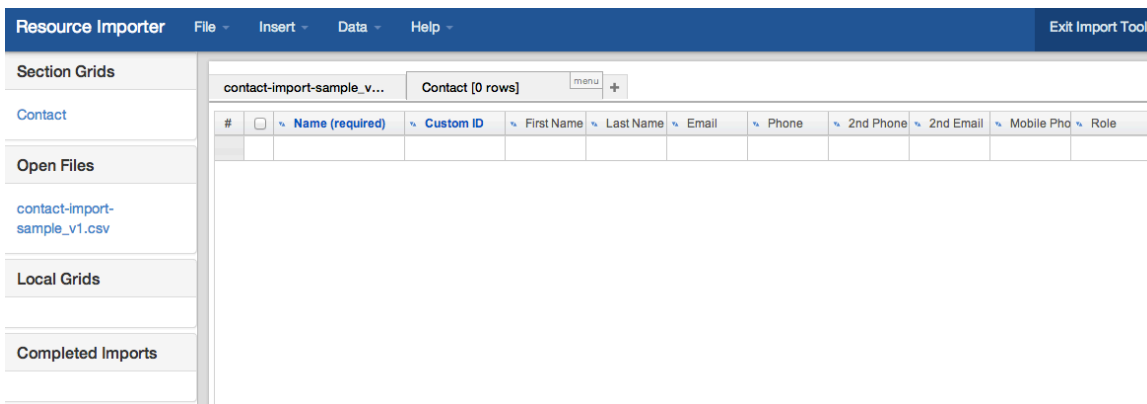 Resource Importer File Insert Data Help Exit Import Tool
Section Grids
Contact
Open Files
contact-import-
sample_v1.csv
Local Grids
Completed Imports
contact-import-sample_v... Contact [0 rows] menu +
# Name (required) Custom ID First Name Last Name Email Phone 2nd Phone 2nd Email Mobile Pho Role